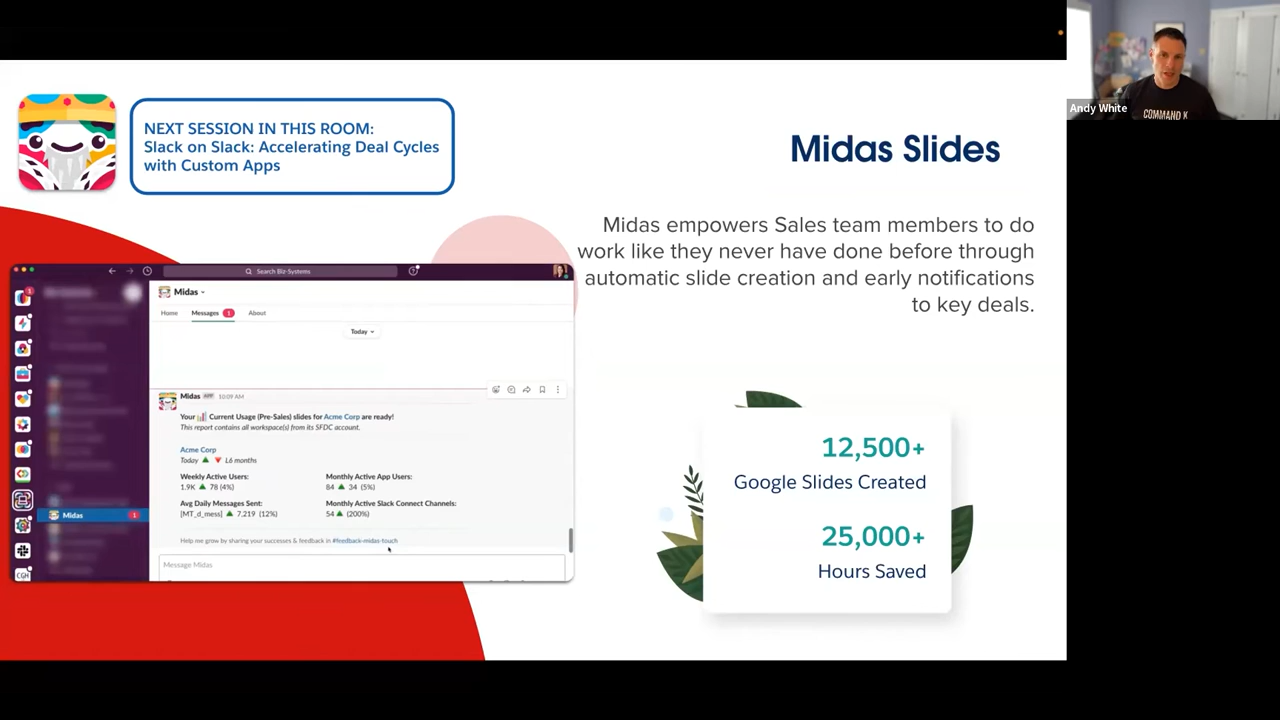 Andy White
COMMAND K
NEXT SESSION IN THIS ROOM:
Slack on Slack: Accelerating Deal Cycles
with Custom Apps
Midas Slides
Midas empowers Sales team members to do
work like they never have done before through
automatic slide creation and early notifications
to key deals.
Search Biz-Systems
Midas
Home Messages 1 About
Today
Midas APP 10:09 AM
Your Current Usage (Pre-Sales) slides for Acme Corp are ready!
This report contains all workspace(s) from its SFDC account.
Acme Corp
Today L6 months
Weekly Active Users: Monthly Active App Users:
1.9K 78 (4%) 84 34 (5%)
Avg Daily Messages Sent: Monthly Active Slack Connect Channels:
[MT_d_mess] 7,219 (12%) 54 (200%)
Help me grow by sharing your successes & feedback in #feedback-midas-touch
Message Midas
1
Midas 1
CGH
12,500+
Google Slides Created
25,000+
Hours Saved